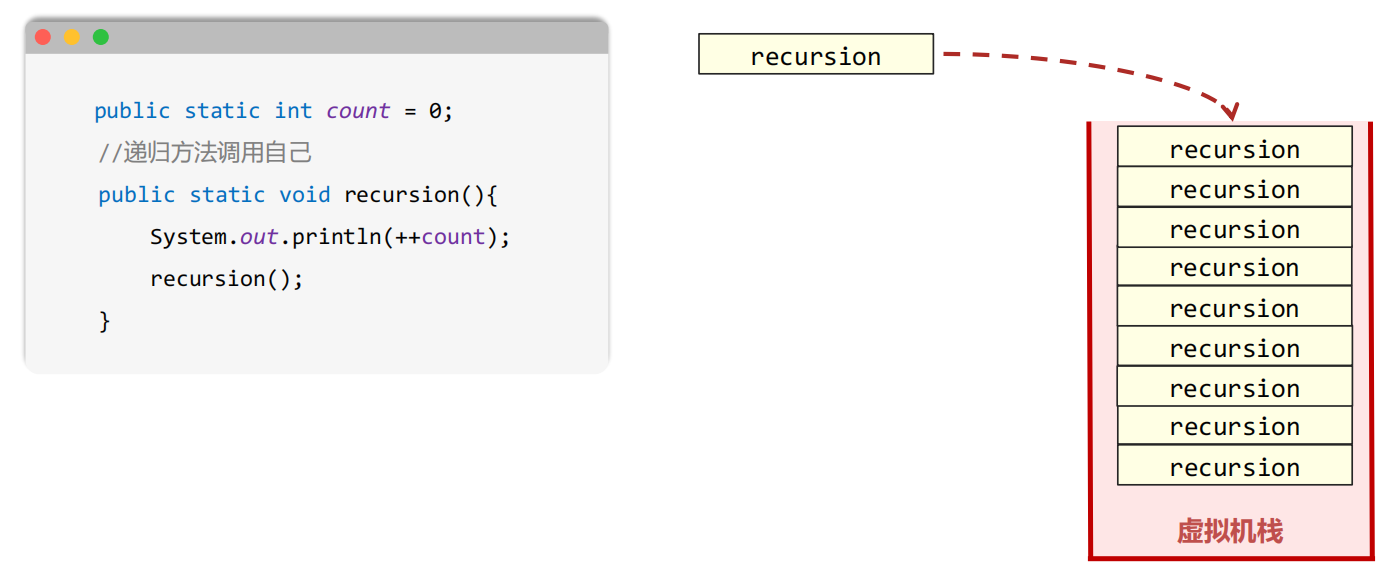 public static int count = 0;
//递归方法调用自己
public static void recursion(){
System.out.println(++count);
recursion();
}
recursion
recursion
recursion
recursion
recursion
recursion
recursion
recursion
recursion
recursion
虚拟机栈